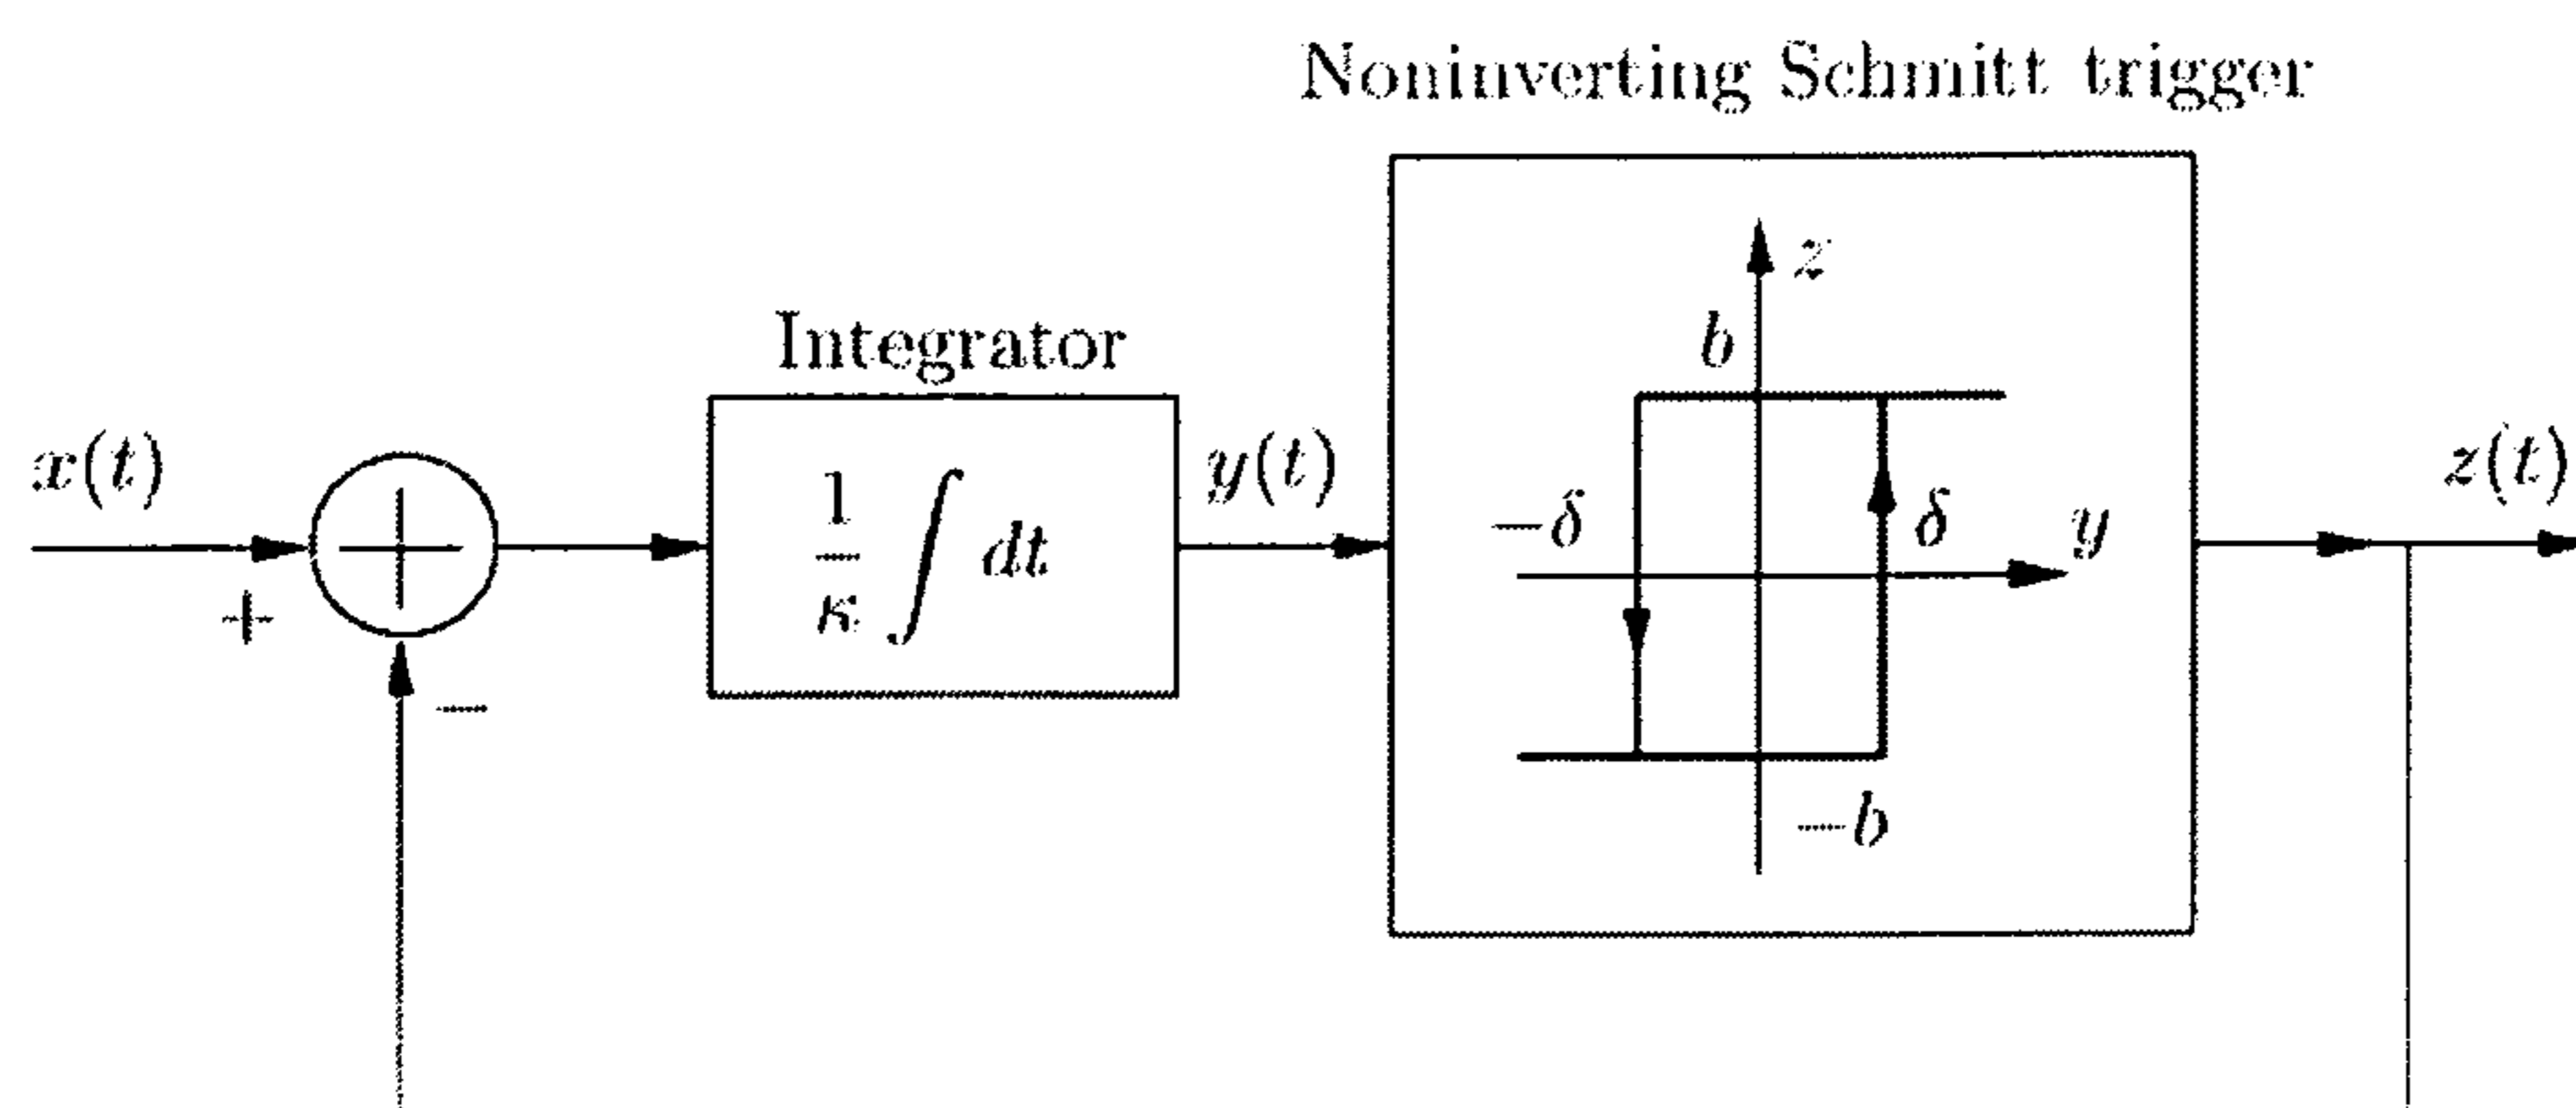 Noninverting Schmitt trigger
z
b
Integrator
x(t)
y(t)
z(t)
1/κ ∫ dt
−δ
δ
y
+
−
−b